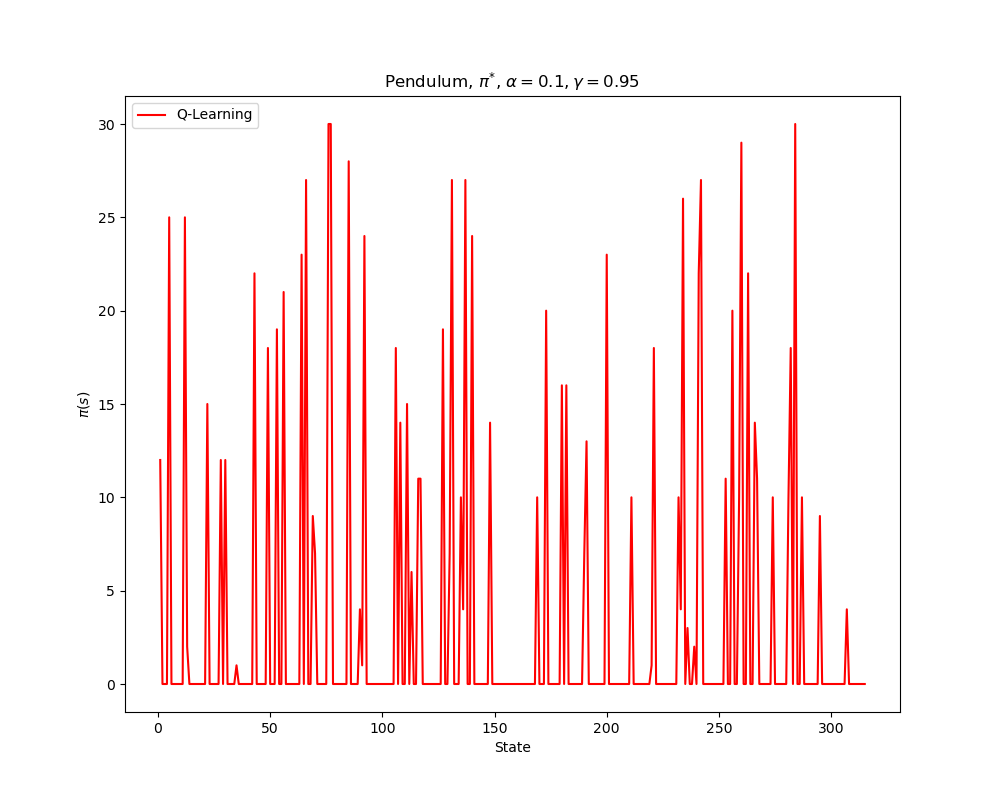 Pendulum, π*, α = 0.1, γ = 0.95
Q-Learning
30
25
20
15
10
5
0
π(s)
0 50 100 150 200 250 300
State